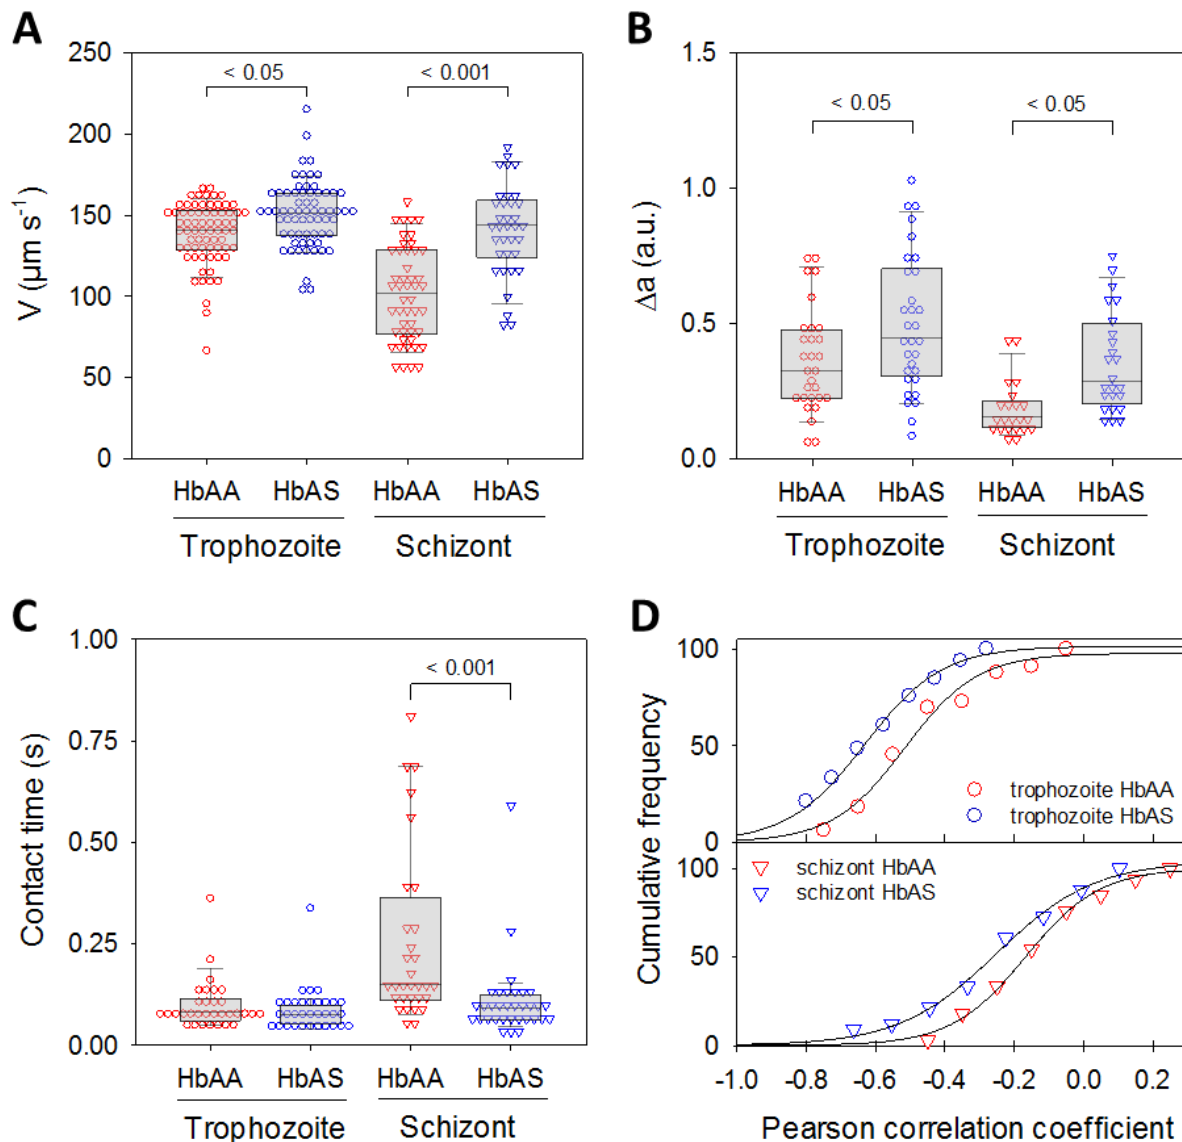 A
250
200
150
100
50
0
V (µm s⁻¹)
< 0.05
< 0.001
HbAA HbAS HbAA HbAS
Trophozoite Schizont
B
1.5
1.0
0.5
0.0
Δa (a.u.)
< 0.05
< 0.05
HbAA HbAS HbAA HbAS
Trophozoite Schizont
C
1.00
0.75
0.50
0.25
0.00
Contact time (s)
< 0.001
HbAA HbAS HbAA HbAS
Trophozoite Schizont
D
100
50
0
trophozoite HbAA
trophozoite HbAS
100
50
0
schizont HbAA
schizont HbAS
Cumulative frequency
-1.0 -0.8 -0.6 -0.4 -0.2 0.0 0.2
Pearson correlation coefficient